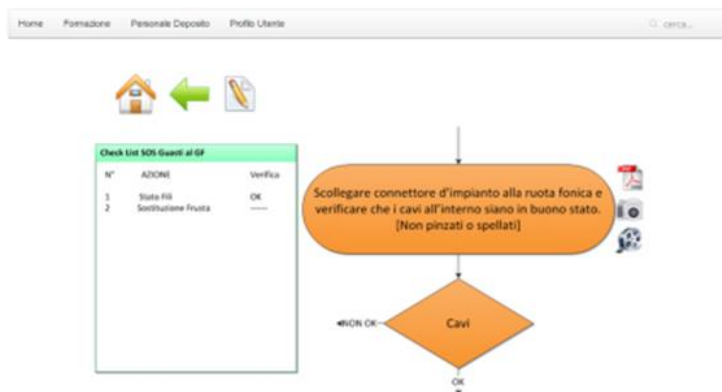 Home Formazione Personale Deposito Profilo Utente cerca...
Check List SOS Guasti al GF
N° AZIONE Verifica
1 Stato Fili OK
2 Sostituzione Frusta ------
Scollegare connettore d'impianto alla ruota fonica e
verificare che i cavi all'interno siano in buono stato.
[Non pinzati o spellati]
PDF
NON OK
Cavi
OK